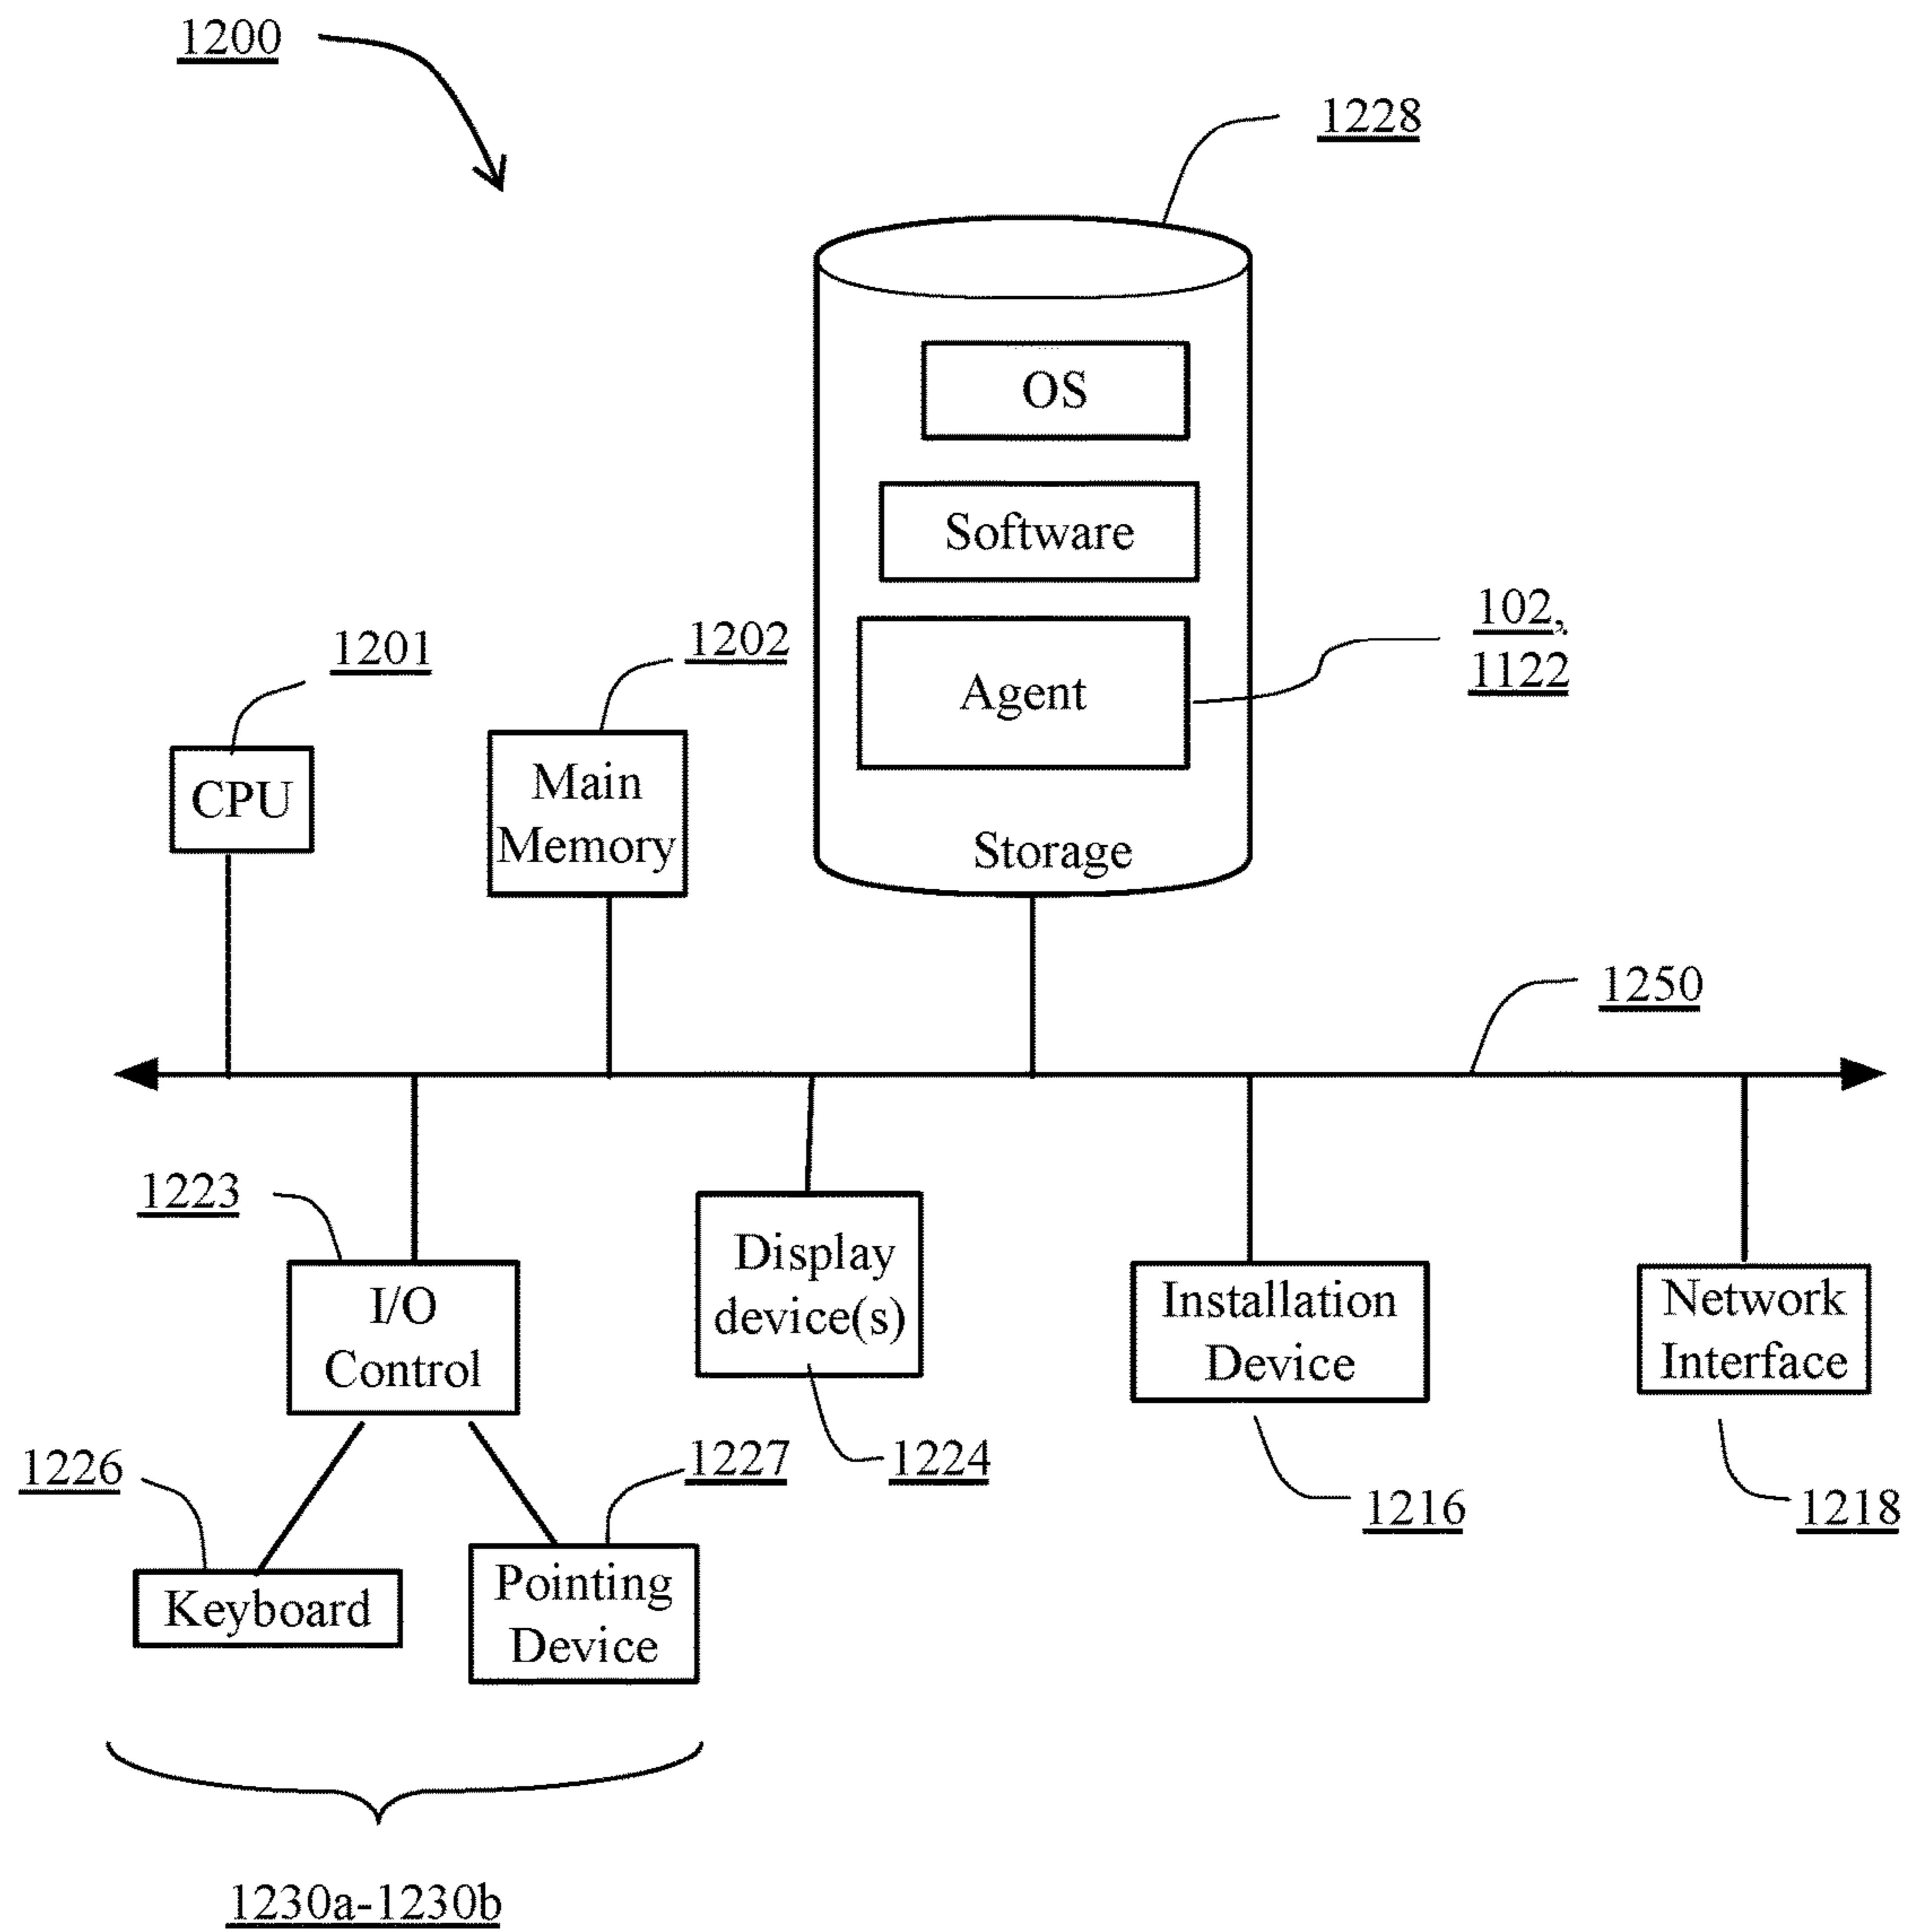 1200
1228
OS
Software
102,
1122
Agent
1201
1202
CPU
Main
Memory
Storage
1250
1223
Display
device(s)
I/O
Control
Installation
Device
Network
Interface
1226
1227
1224
1216
1218
Keyboard
Pointing
Device
1230a-1230b